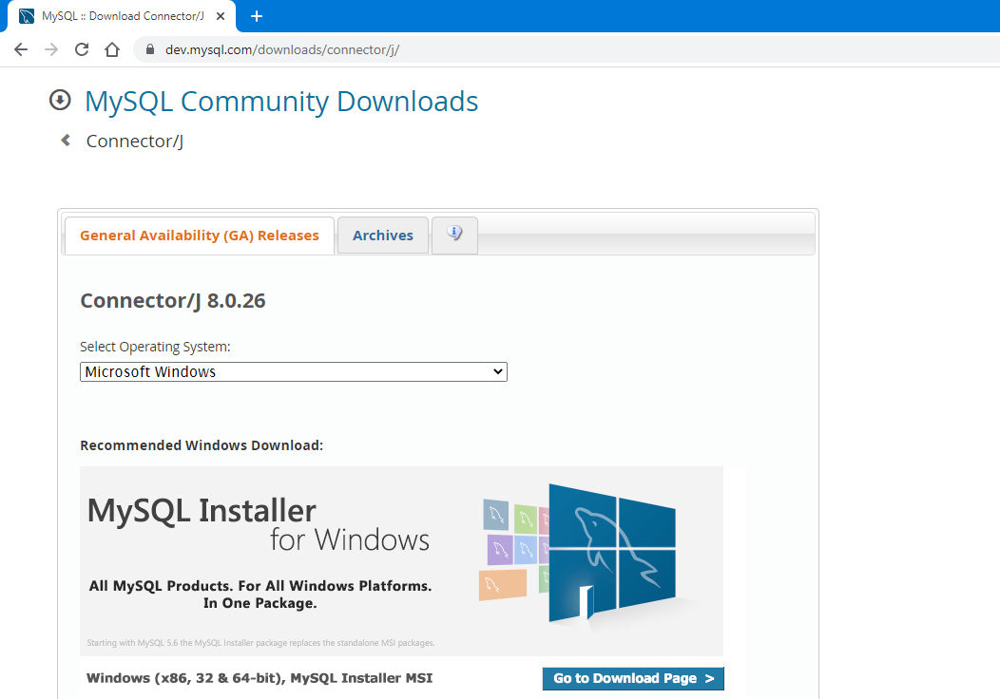 MySQL :: Download Connector/J
dev.mysql.com/downloads/connector/j/
MySQL Community Downloads
Connector/J
General Availability (GA) Releases
Archives
Connector/J 8.0.26
Select Operating System:
Microsoft Windows
Recommended Windows Download:
MySQL Installer
for Windows
All MySQL Products. For All Windows Platforms.
In One Package.
Starting with MySQL 5.6 the MySQL Installer package replaces the standalone MSI packages.
Windows (x86, 32 & 64-bit), MySQL Installer MSI
Go to Download Page >